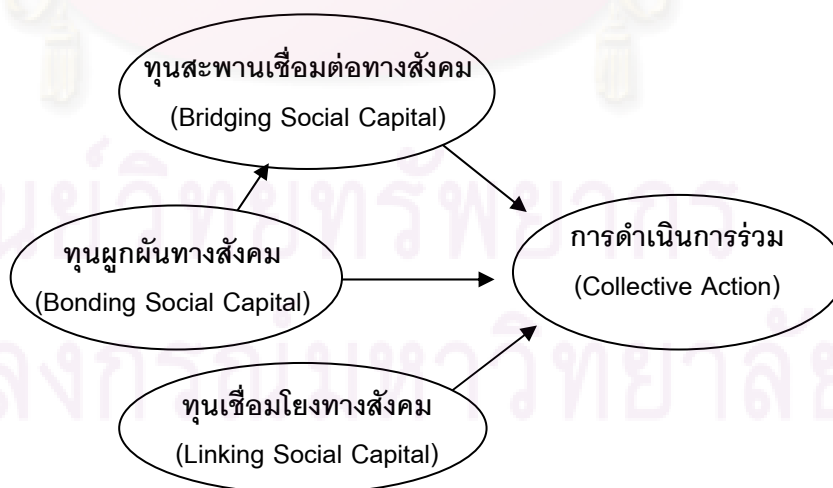 ทุนสะพานเชื่อมต่อทางสังคม
(Bridging Social Capital)
ทุนผูกผันทางสังคม
(Bonding Social Capital)
การดำเนินการร่วม
(Collective Action)
ทุนเชื่อมโยงทางสังคม
(Linking Social Capital)